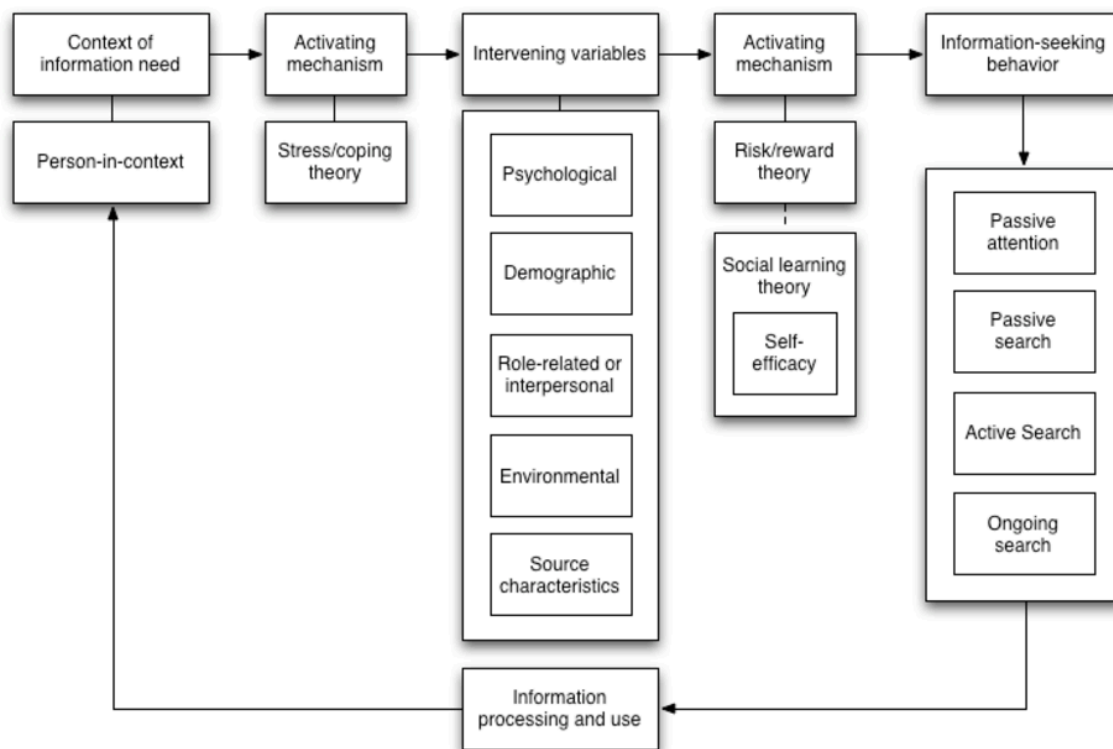 Context of
information need
Activating
mechanism
Intervening variables
Activating
mechanism
Information-seeking
behavior
Person-in-context
Stress/coping
theory
Psychological
Demographic
Role-related or
interpersonal
Environmental
Source
characteristics
Risk/reward
theory
Social learning
theory
Self-
efficacy
Passive
attention
Passive
search
Active Search
Ongoing
search
Information
processing and use